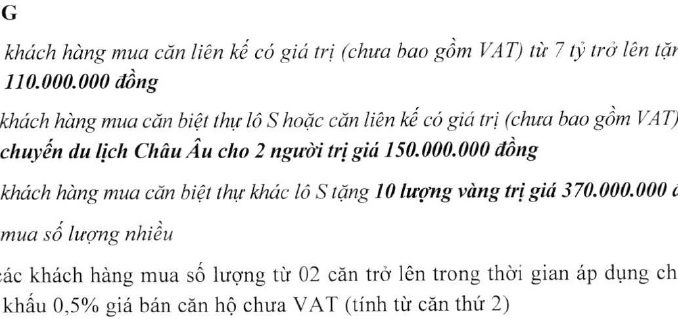 G
khách hàng mua căn liên kế có giá trị (chưa bao gồm VAT) từ 7 tỷ trở lên
110.000.000 đồng
khách hàng mua căn biệt thự lô S hoặc căn liên kế có giá trị (chưa bao gồm VAT)
chuyến du lịch Châu Âu cho 2 người trị giá 150.000.000 đồng
khách hàng mua căn biệt thự khác lô S tặng 10 lượng vàng trị giá 370.000.000
mua số lượng nhiều
các khách hàng mua số lượng từ 02 căn trở lên trong thời gian áp dụng
khấu 0,5% giá bán căn hộ chưa VAT (tính từ căn thứ 2)